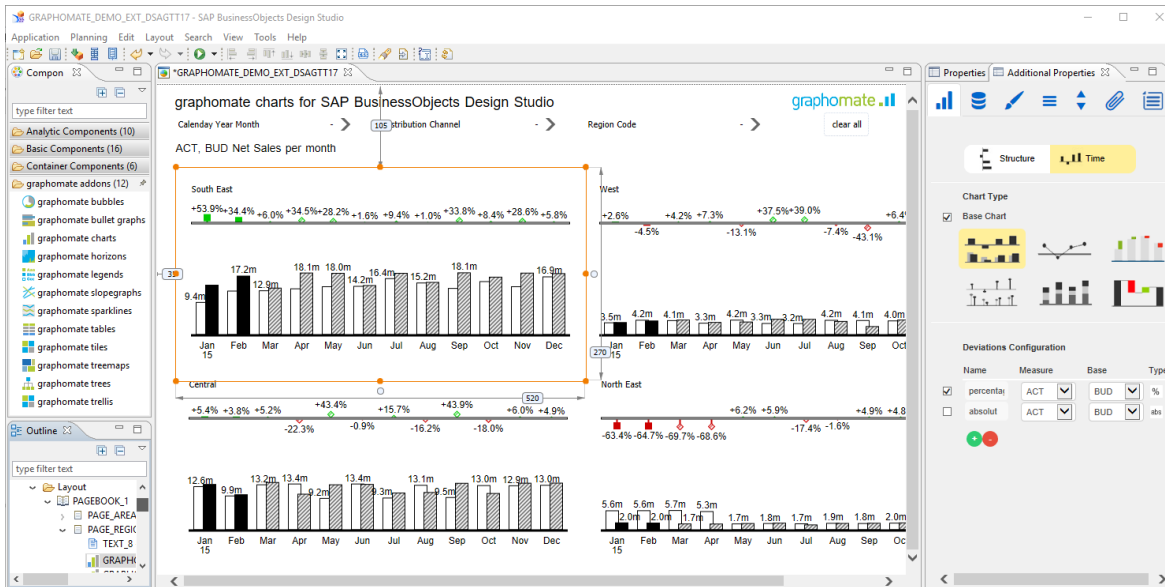 GRAPHOMATE_DEMO_EXT_DSAGTT17 - SAP BusinessObjects Design Studio
Application Planning Edit Layout Search View Tools Help
Compon
type filter text
Analytic Components (10)
Basic Components (16)
Container Components (6)
graphomate addons (12)
graphomate bubbles
graphomate bullet graphs
graphomate charts
graphomate horizons
graphomate legends
graphomate slopegraphs
graphomate sparklines
graphomate tables
graphomate tiles
graphomate treemaps
graphomate trees
graphomate trellis
Outline
type filter text
Layout
PAGEBOOK_1
PAGE_AREA
PAGE_REGIC
TEXT_8
GRAPHC
*GRAPHOMATE_DEMO_EXT_DSAGTT17
graphomate charts for SAP BusinessObjects Design Studio
graphomate
Calenday Year Month - 105 stribution Channel - Region Code - clear all
ACT, BUD Net Sales per month
South East
+53.9% +34.4% +6.0% +34.5% +28.2% +1.6% +9.4% +1.0% +33.8% +8.4% +28.6% +5.8%
9.4m 17.2m 12.9m 18.1m 18.0m 14.2m 16.4m 15.2m 18.1m 16.9m
Jan Feb Mar Apr May Jun Jul Aug Sep Oct Nov Dec
15
West
+2.6% -4.5% +4.2% +7.3% -13.1% +37.5% +39.0% -7.4% -43.1% +6.4%
3.5m 4.2m 4.1m 3.3m 4.2m 3.3m 3.2m 4.2m 4.1m 4.0m
Jan Feb Mar Apr May Jun Jul Aug Sep Oct
15
270
520
Central
+5.4% +3.8% +5.2% -22.3% +43.4% -0.9% +15.7% -16.2% +43.9% -18.0% +6.0% +4.9%
12.6m 9.9m 13.2m 13.4m 9.2m 13.4m 9.3m 13.1m 9.5m 13.0m 12.9m 13.0m
Jan Feb Mar Apr May Jun Jul Aug Sep Oct Nov Dec
15
North East
-63.4% -64.7% -69.7% -68.6% +6.2% +5.9% -17.4% -1.6% +4.9% +4.8
5.6m 2.0m 5.6m 2.0m 5.7m 1.7m 5.3m 1.7m 1.8m 1.7m 1.9m 1.8m 2.0m
Jan Feb Mar Apr May Jun Jul Aug Sep Oct
15
Properties Additional Properties
Structure Time
Chart Type
Base Chart
Deviations Configuration
Name Measure Base Type
percentag ACT BUD %
absolut ACT BUD abs